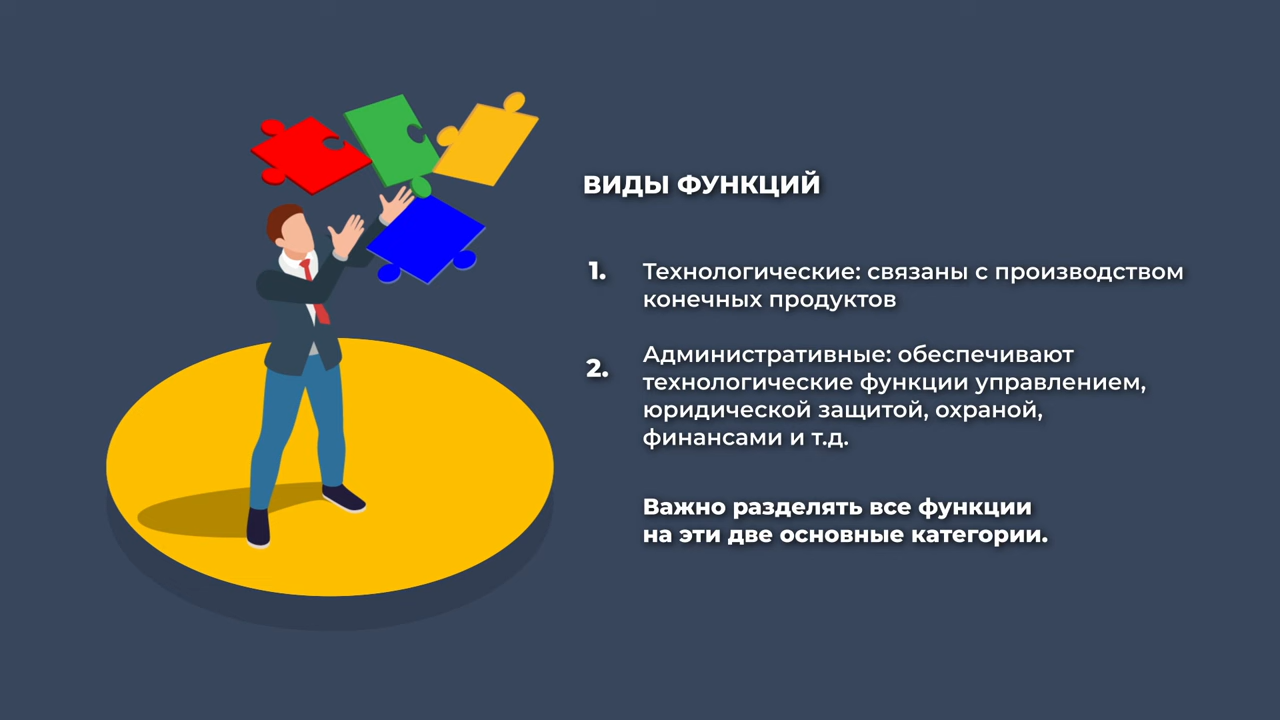 ВИДЫ ФУНКЦИЙ
1. Технологические: связаны с производством
конечных продуктов
2. Административные: обеспечивают
технологические функции управлением,
юридической защитой, охраной,
финансами и т.д.
Важно разделять все функции
на эти две основные категории.